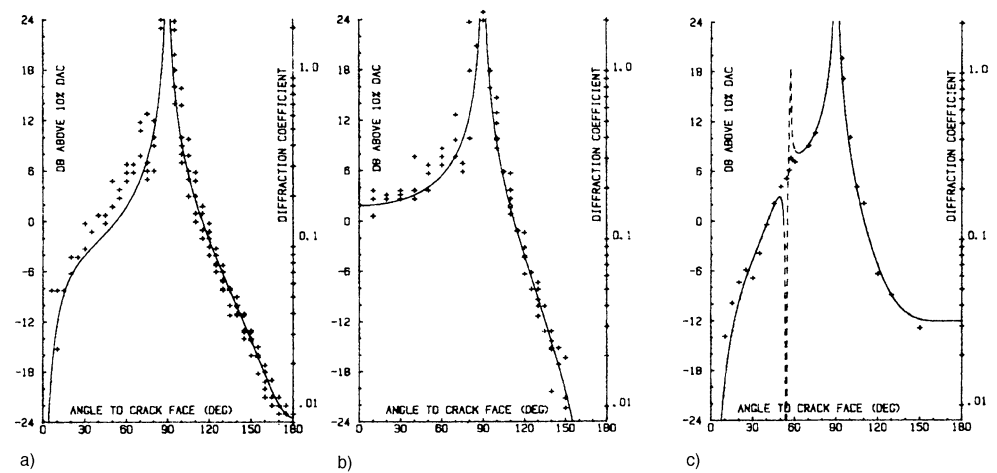 24
18
12
6
0
-6
-12
-18
-24
DB ABOVE 10% DAC
DIFFRACTION COEFFICIENT
1.0
0.1
.01
ANGLE TO CRACK FACE (DEG)
0 30 60 90 120 150 180
a)
24
18
12
6
0
-6
-12
-18
-24
DB ABOVE 10% DAC
DIFFRACTION COEFFICIENT
1.0
0.1
.01
ANGLE TO CRACK FACE (DEG)
0 30 60 90 120 150 180
b)
24
18
12
6
0
-6
-12
-18
-24
DB ABOVE 10% DAC
DIFFRACTION COEFFICIENT
1.0
0.1
.01
ANGLE TO CRACK FACE (DEG)
0 30 60 90 120 150 180
c)